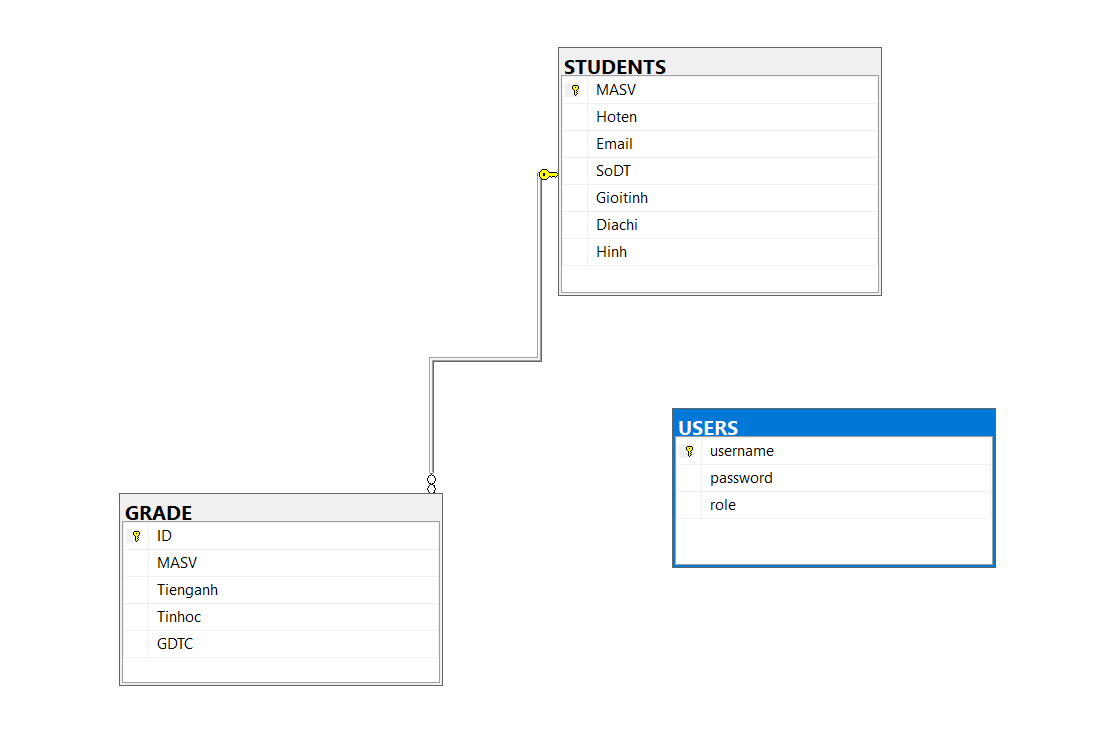 STUDENTS
MASV
Hoten
Email
SoDT
Gioitinh
Diachi
Hinh
USERS
username
password
role
GRADE
ID
MASV
Tienganh
Tinhoc
GDTC